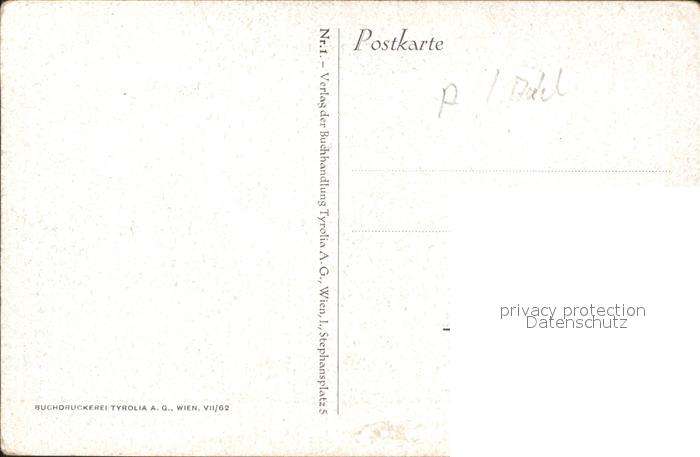 Postkarte
Nr. 1. – Verlag der Buchhandlung Tyrolia A. G., Wien, I., Stephansplatz 5
BUCHDRUCKEREI TYROLIA A. G., WIEN, VII/62
privacy protection
Datenschutz